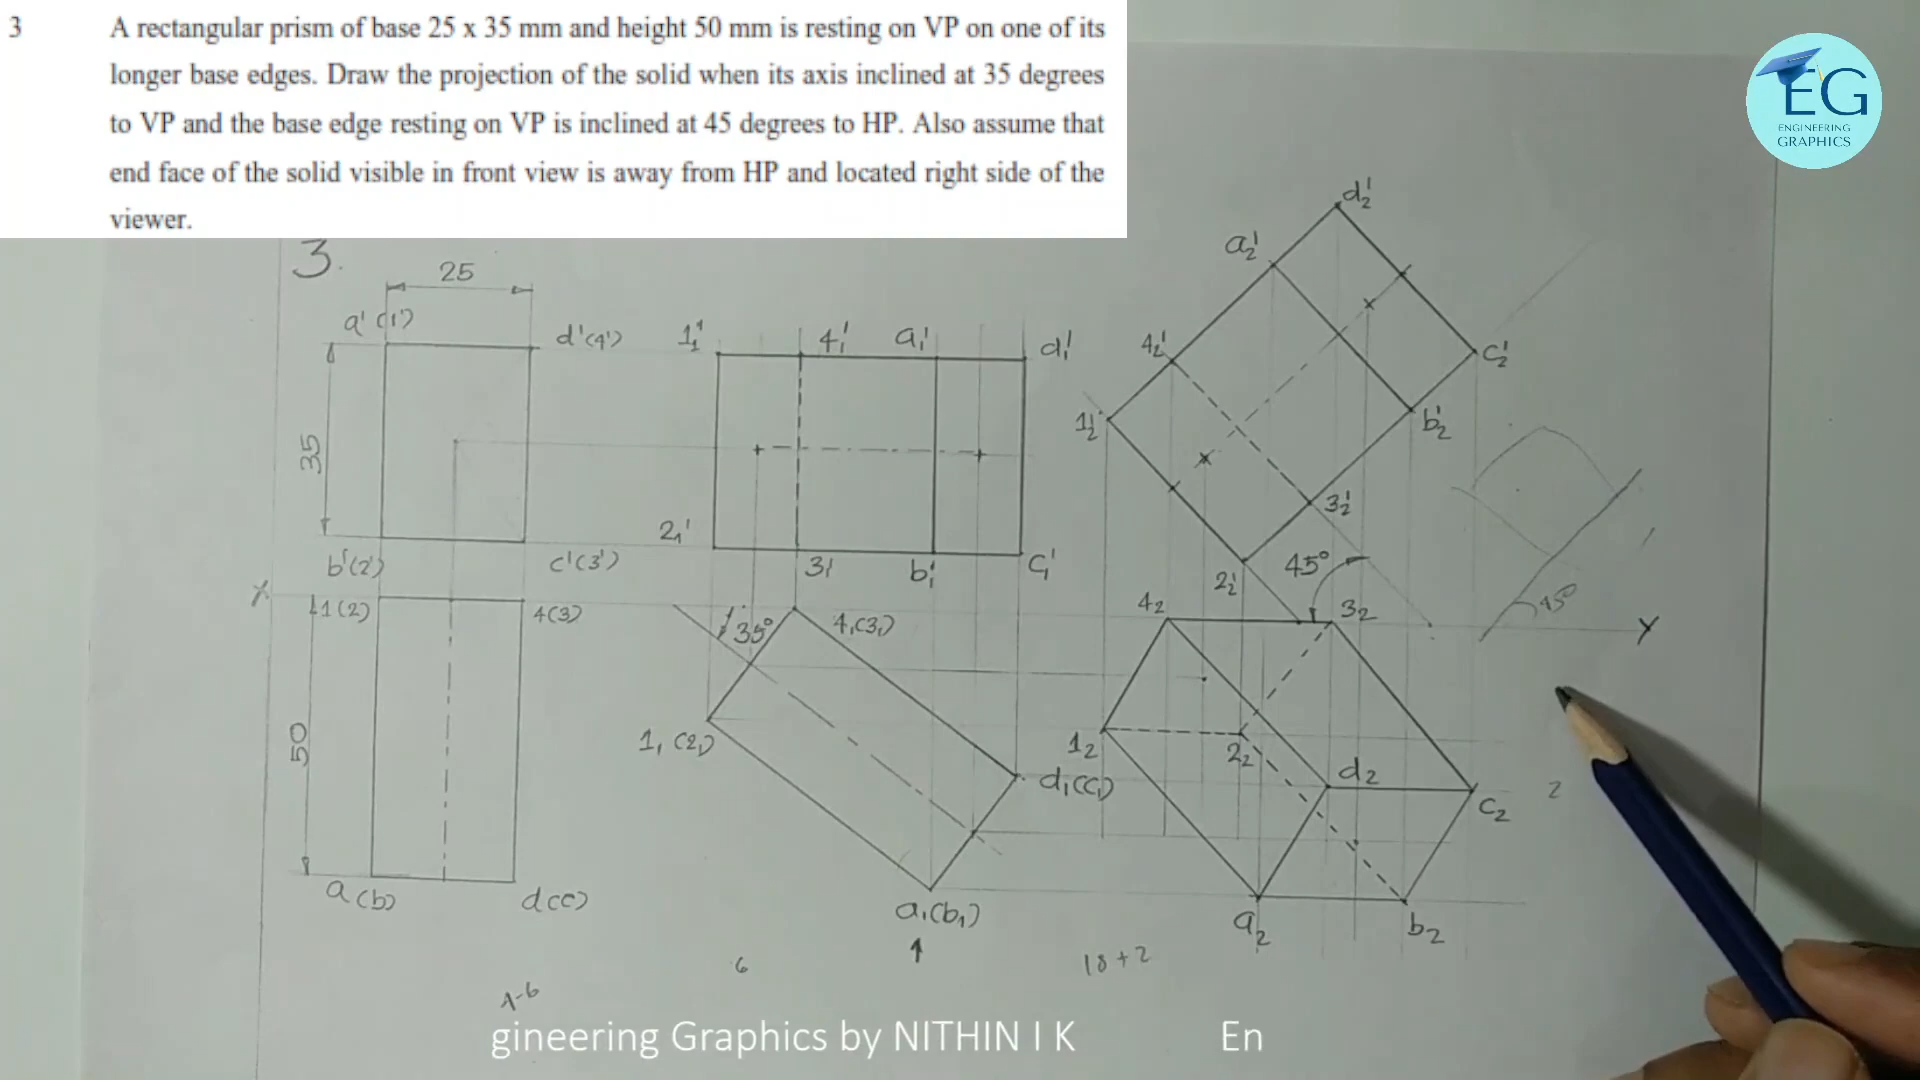 3 A rectangular prism of base 25 x 35 mm and height 50 mm is resting on VP on one of its
longer base edges. Draw the projection of the solid when its axis inclined at 35 degrees
to VP and the base edge resting on VP is inclined at 45 degrees to HP. Also assume that
end face of the solid visible in front view is away from HP and located right side of the
viewer.
EG
ENGINEERING
GRAPHICS
3.
25
a'(1')
d'(4')
35
b'(2')
c'(3')
1₁'
4₁'
a₁'
d₁'
2₁'
3₁'
b₁'
c₁'
d₂'
a₂'
4₂'
c₂'
1₂'
b₂'
3₂'
2₂'
45°
45°
X
Y
1(2)
4(3)
50
a(b)
d(c)
35°
4₁(3₁)
1₁(2₁)
d₁(c₁)
a₁(b₁)
4₂
3₂
1₂
2₂
d₂
c₂
a₂
b₂
2
6
18+2
A-6
gineering Graphics by NITHIN I K En